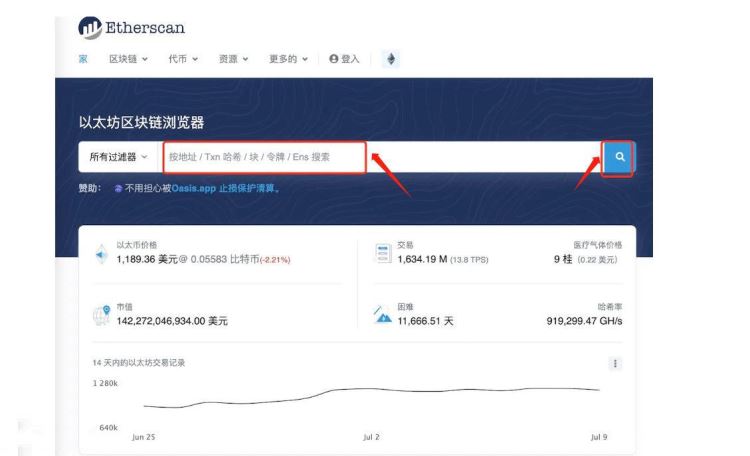 Etherscan
家 区块链 代币 资源 更多的 登入
以太坊区块链浏览器
所有过滤器 按地址 / Txn 哈希 / 块 / 令牌 / Ens 搜索
赞助： 不用担心被Oasis.app 止损保护清算。
以太币价格 交易 医疗气体价格
1,189.36 美元@ 0.05583 比特币(-2.21%) 1,634.19 M (13.8 TPS) 9 桂 (0.22 美元)
市值 困难 哈希率
142,272,046,934.00 美元 11,666.51 天 919,299.47 GH/s
14 天内的以太坊交易记录
1 280k
640k
Jun 25 Jul 2 Jul 9